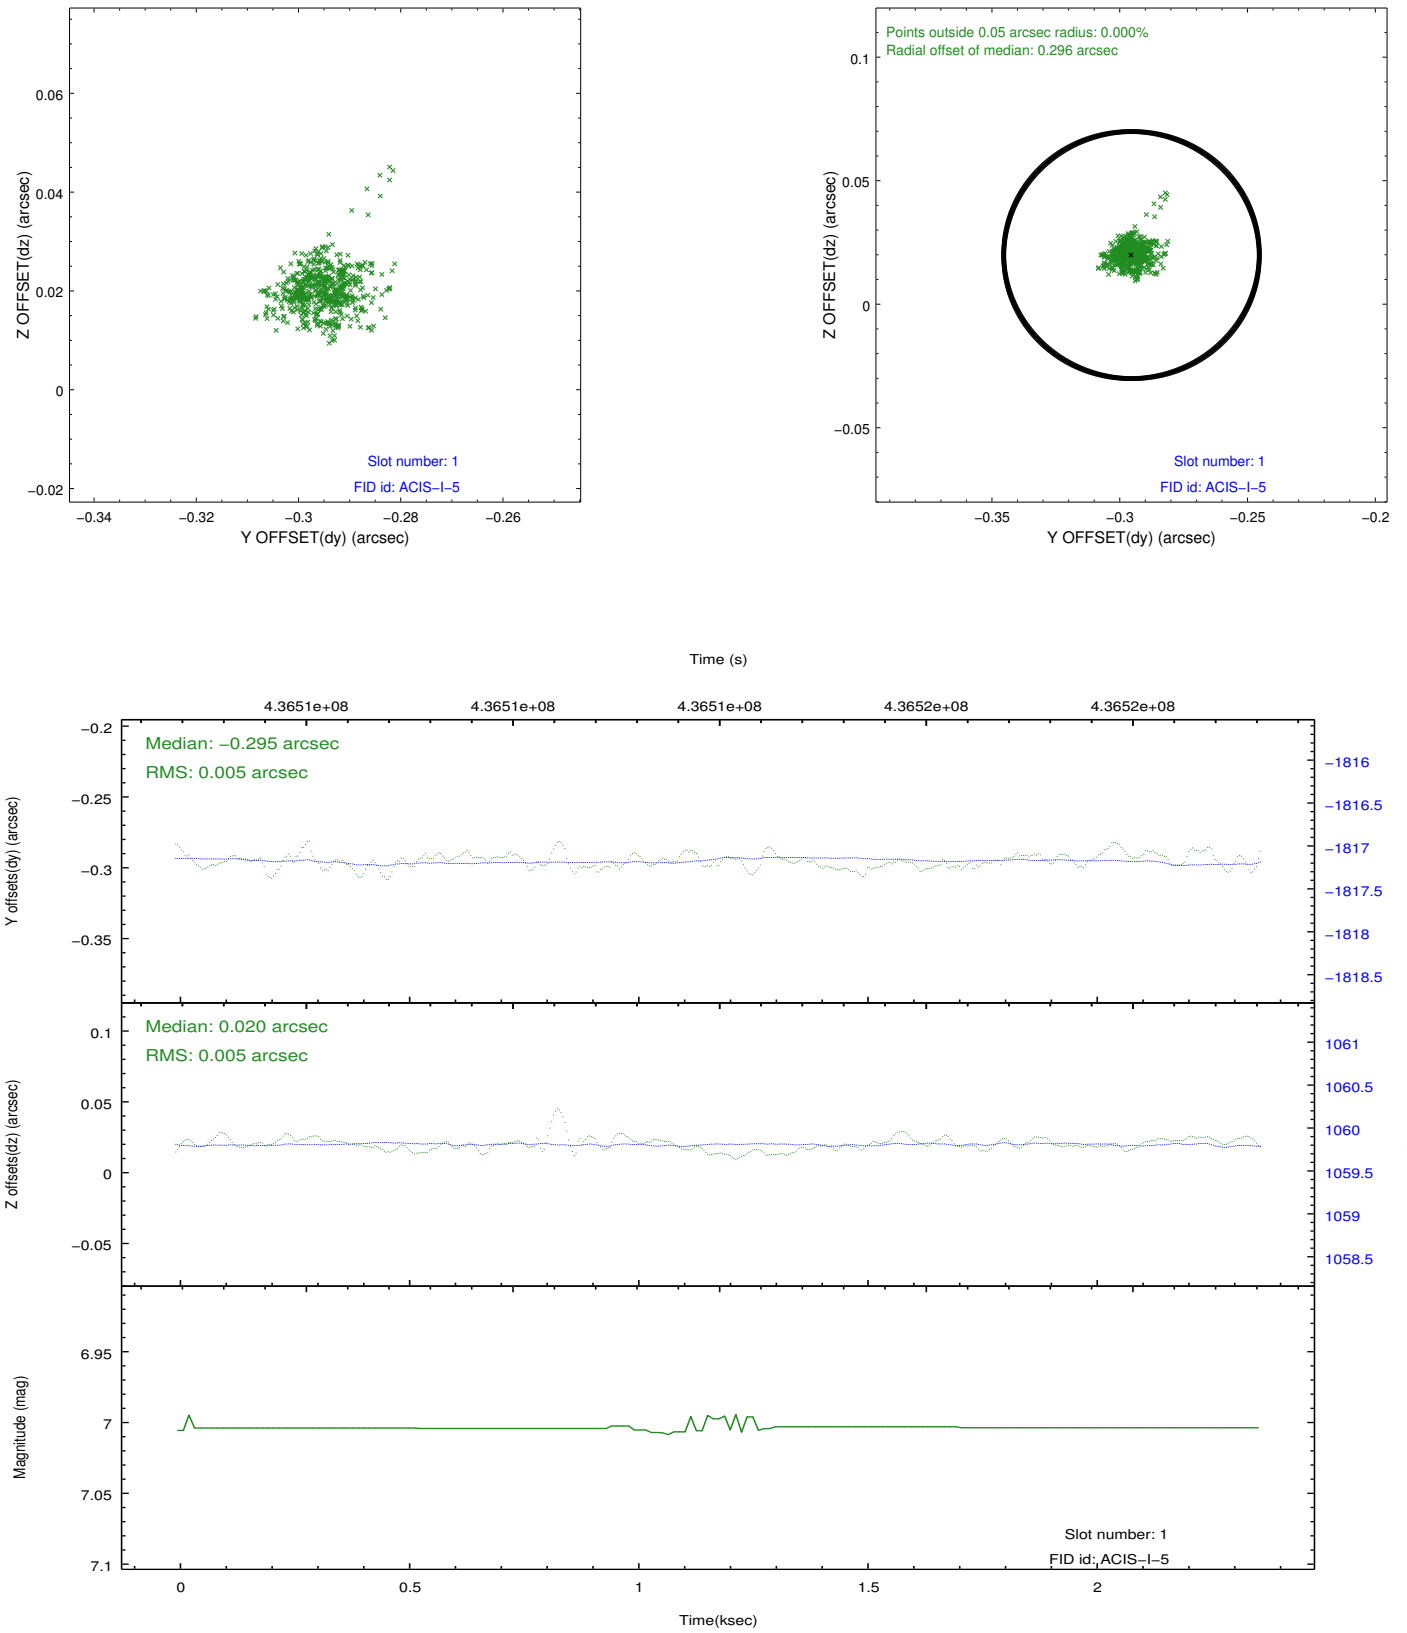 0.06
0.04
0.02
0
−0.02
Z OFFSET(dz) (arcsec)
Slot number: 1
FID id: ACIS−I−5
−0.34 −0.32 −0.3 −0.28 −0.26
Y OFFSET(dy) (arcsec)
Points outside 0.05 arcsec radius: 0.000%
Radial offset of median: 0.296 arcsec
0.1
0.05
0
−0.05
Z OFFSET(dz) (arcsec)
Slot number: 1
FID id: ACIS−I−5
−0.35 −0.3 −0.25 −0.2
Y OFFSET(dy) (arcsec)
Time (s)
4.3651e+08 4.3651e+08 4.3651e+08 4.3652e+08 4.3652e+08
Median: −0.295 arcsec
RMS: 0.005 arcsec
−0.2
−0.25
−0.3
−0.35
Y offsets(dy) (arcsec)
−1816
−1816.5
−1817
−1817.5
−1818
−1818.5
Median: 0.020 arcsec
RMS: 0.005 arcsec
0.1
0.05
0
−0.05
Z offsets(dz) (arcsec)
1061
1060.5
1060
1059.5
1059
1058.5
6.95
7
7.05
7.1
Magnitude (mag)
Slot number: 1
FID id: ACIS−I−5
0 0.5 1 1.5 2
Time(ksec)